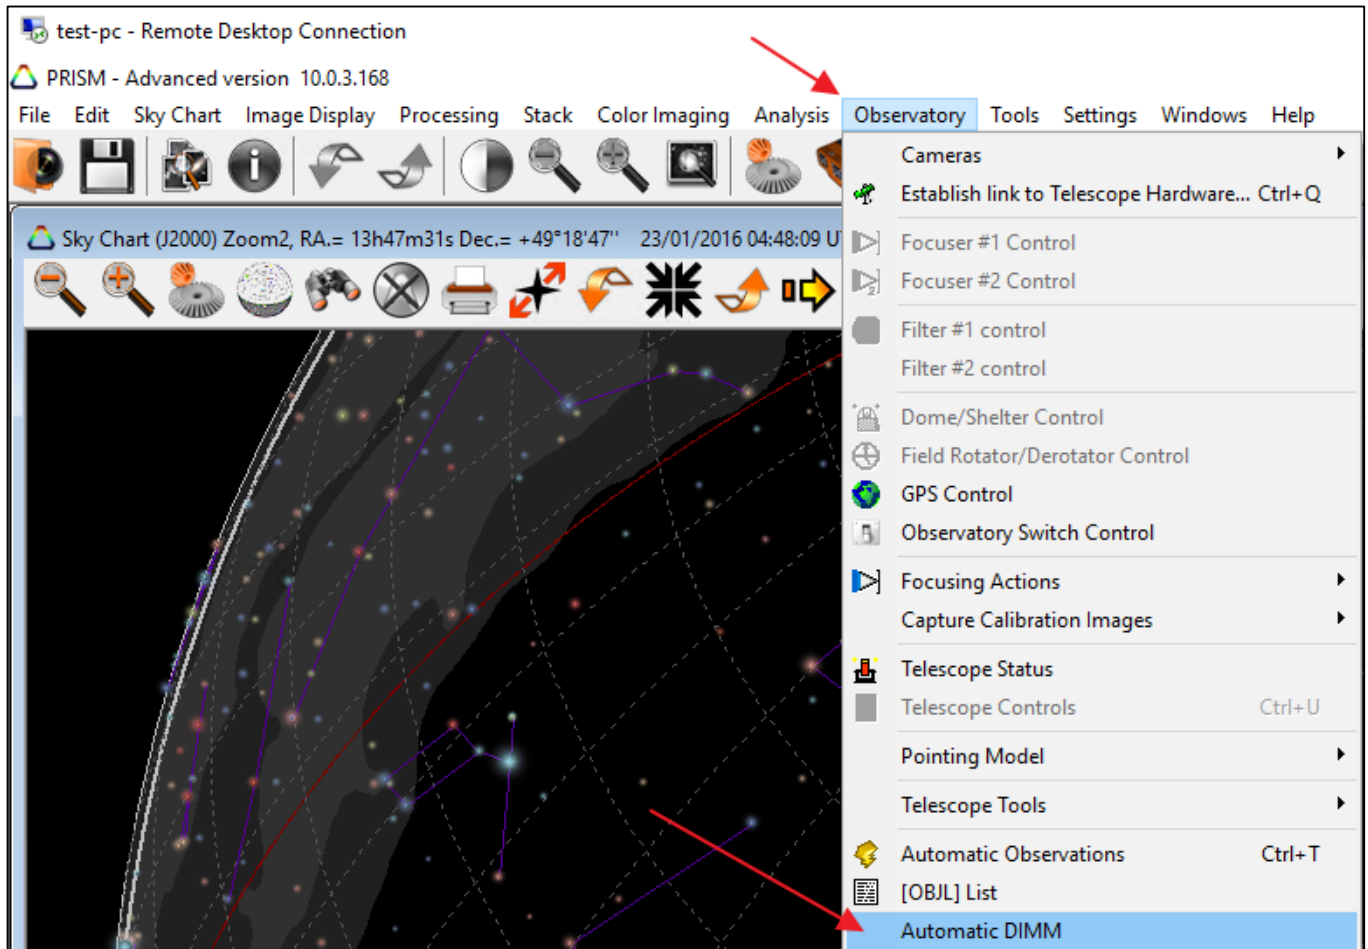 test-pc - Remote Desktop Connection
PRISM - Advanced version 10.0.3.168
File Edit Sky Chart Image Display Processing Stack Color Imaging Analysis Observatory Tools Settings Windows Help
Sky Chart (J2000) Zoom2, RA.= 13h47m31s Dec.= +49°18'47'' 23/01/2016 04:48:09 U
Cameras
Establish link to Telescope Hardware... Ctrl+Q
Focuser #1 Control
Focuser #2 Control
Filter #1 control
Filter #2 control
Dome/Shelter Control
Field Rotator/Derotator Control
GPS Control
Observatory Switch Control
Focusing Actions
Capture Calibration Images
Telescope Status
Telescope Controls Ctrl+U
Pointing Model
Telescope Tools
Automatic Observations Ctrl+T
[OBJL] List
Automatic DIMM